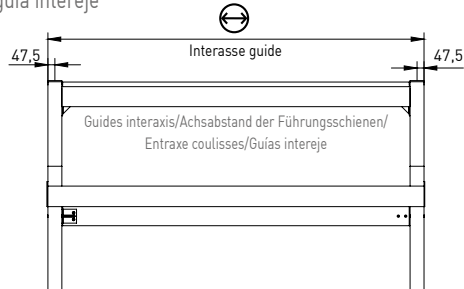 guía intereje
Interasse guide
47,5
47,5
Guides interaxis/Achsabstand der Führungsschienen/
Entraxe coulisses/Guías intereje